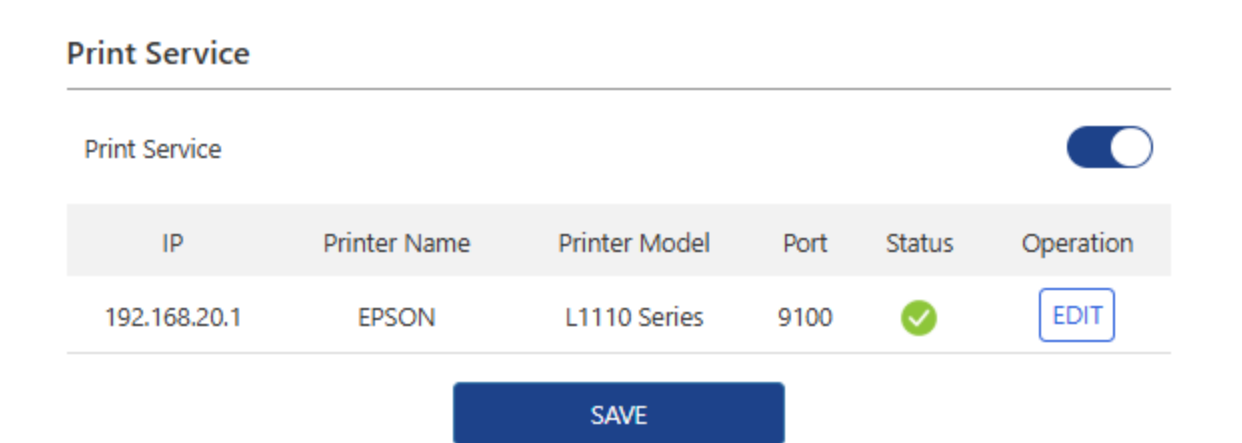 Print Service
Print Service
IP Printer Name Printer Model Port Status Operation
192.168.20.1 EPSON L1110 Series 9100 EDIT
SAVE